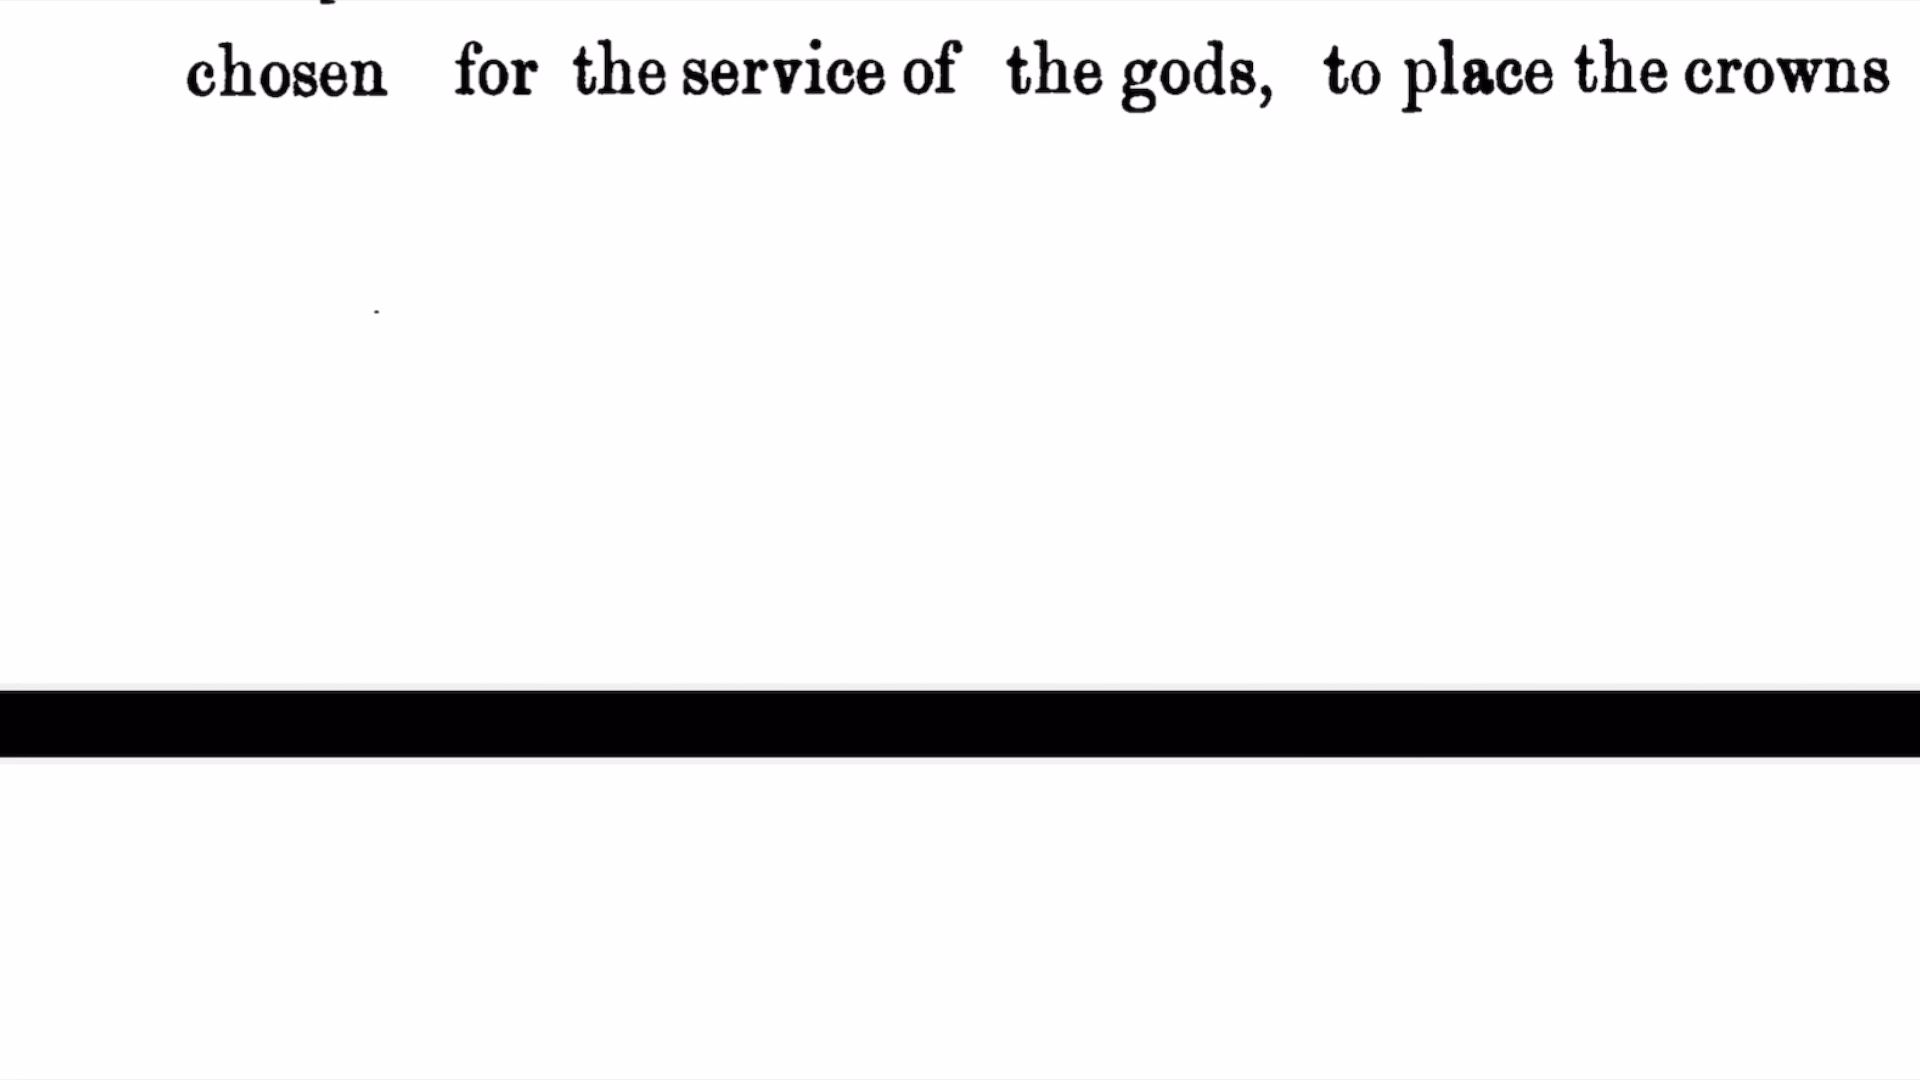 chosen for the service of the gods, to place the crowns